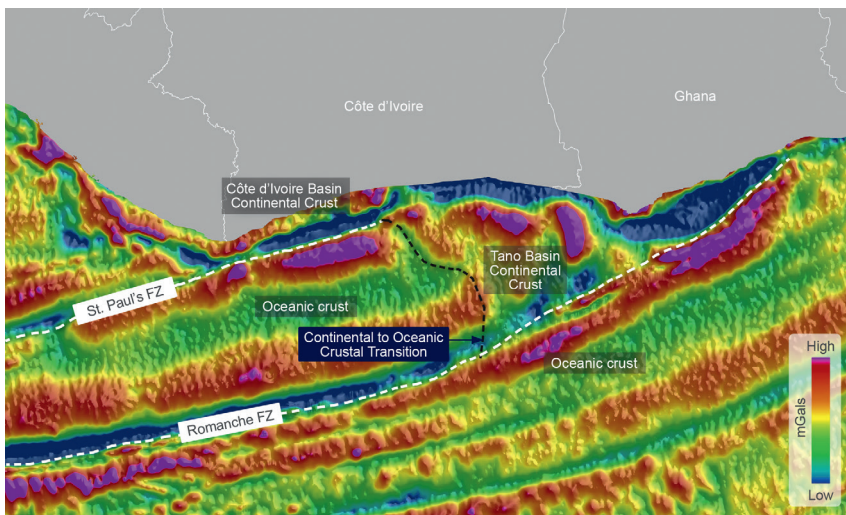 Côte d'Ivoire
Ghana
Côte d'Ivoire Basin
Continental Crust
Tano Basin
Continental
Crust
St. Paul's FZ
Oceanic crust
Continental to Oceanic
Crustal Transition
Oceanic crust
Romanche FZ
High
mGals
Low